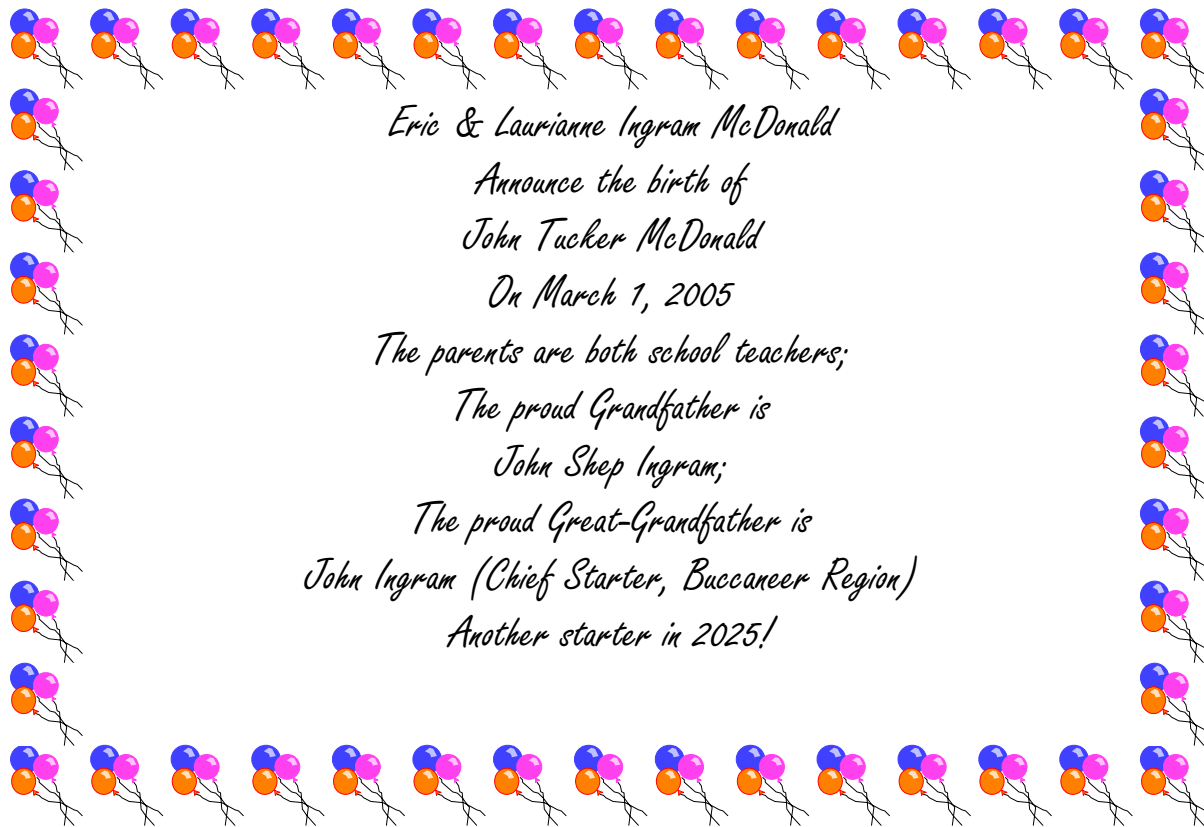 Eric & Laurianne Ingram McDonald
Announce the birth of
John Tucker McDonald
On March 1, 2005
The parents are both school teachers;
The proud Grandfather is
John Shep Ingram;
The proud Great-Grandfather is
John Ingram (Chief Starter, Buccaneer Region)
Another starter in 2025!